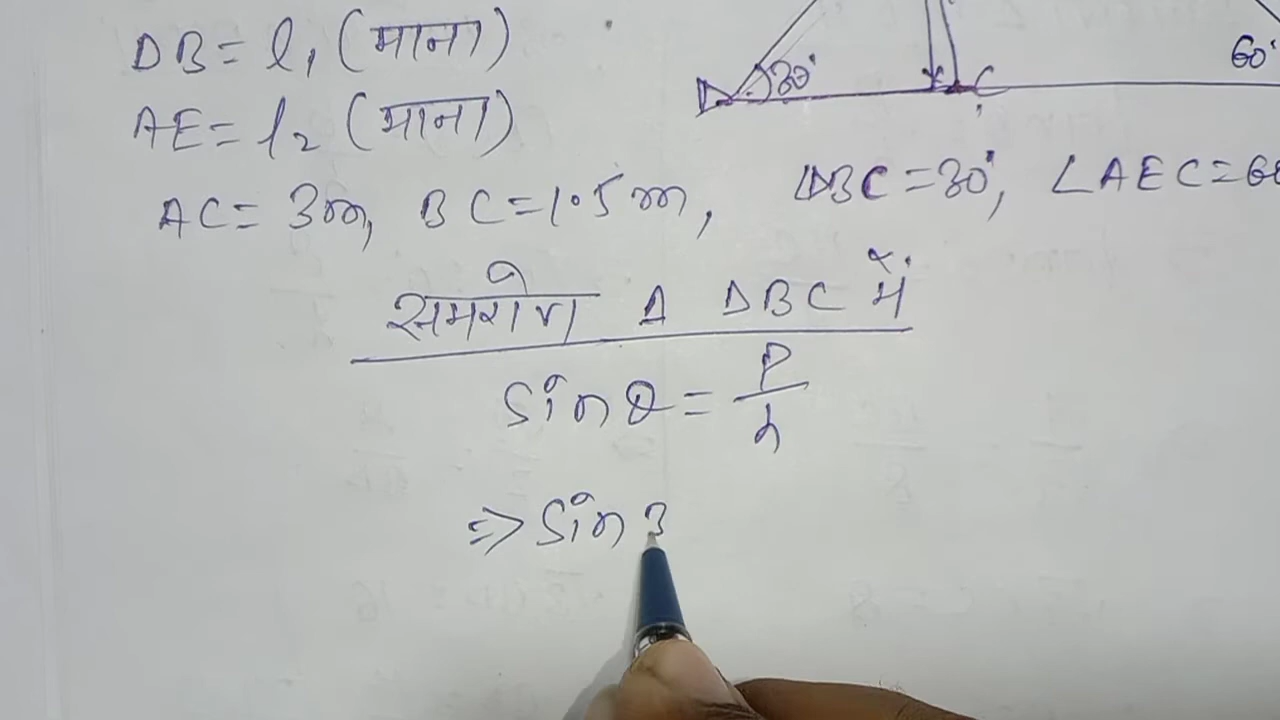 DB = l₁ (माना)
30°
60°
D
C
AE = l₂ (माना)
AC = 3m, BC = 1.5m, DBC = 30°, ∠AEC = 60
समकोण Δ DBC में
Sinθ = P/h
⇒ Sin 3